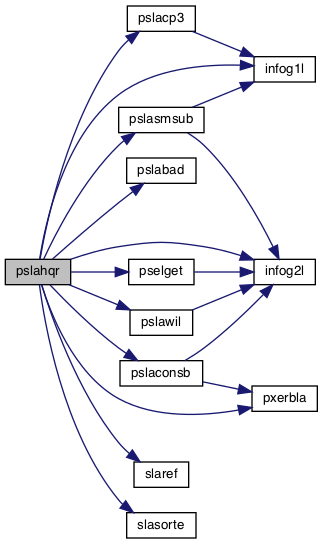 pslacp3
infog1l
pslasmsub
pslabad
pslahqr
pselget
infog2l
pslawil
pslaconsb
pxerbla
slaref
slasorte